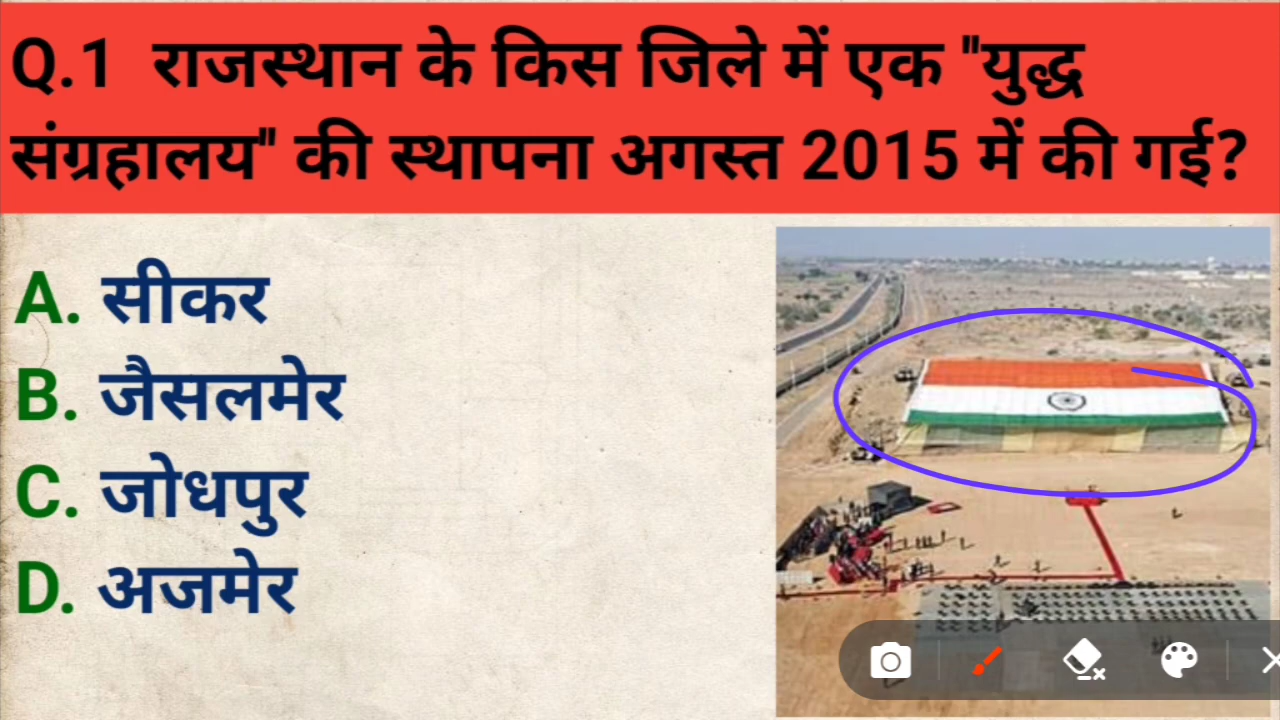 Q.1 राजस्थान के किस जिले में एक "युद्ध
संग्रहालय" की स्थापना अगस्त 2015 में की गई?
A. सीकर
B. जैसलमेर
C. जोधपुर
D. अजमेर